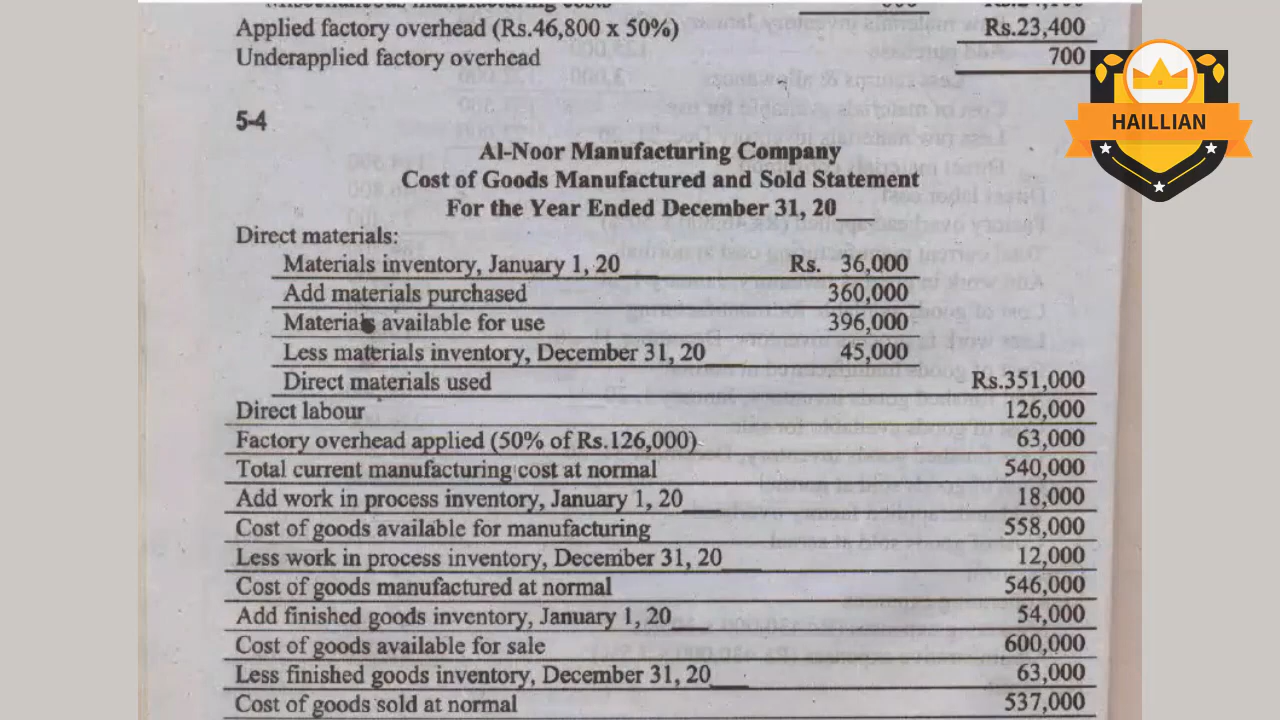 Applied factory overhead (Rs.46,800 x 50%) Rs.23,400
Underapplied factory overhead 700
HAILLIAN
5-4
Al-Noor Manufacturing Company
Cost of Goods Manufactured and Sold Statement
For the Year Ended December 31, 20__
Direct materials:
Materials inventory, January 1, 20__ Rs. 36,000
Add materials purchased 360,000
Materials available for use 396,000
Less materials inventory, December 31, 20__ 45,000
Direct materials used Rs.351,000
Direct labour 126,000
Factory overhead applied (50% of Rs.126,000) 63,000
Total current manufacturing cost at normal 540,000
Add work in process inventory, January 1, 20__ 18,000
Cost of goods available for manufacturing 558,000
Less work in process inventory, December 31, 20__ 12,000
Cost of goods manufactured at normal 546,000
Add finished goods inventory, January 1, 20__ 54,000
Cost of goods available for sale 600,000
Less finished goods inventory, December 31, 20__ 63,000
Cost of goods sold at normal 537,000